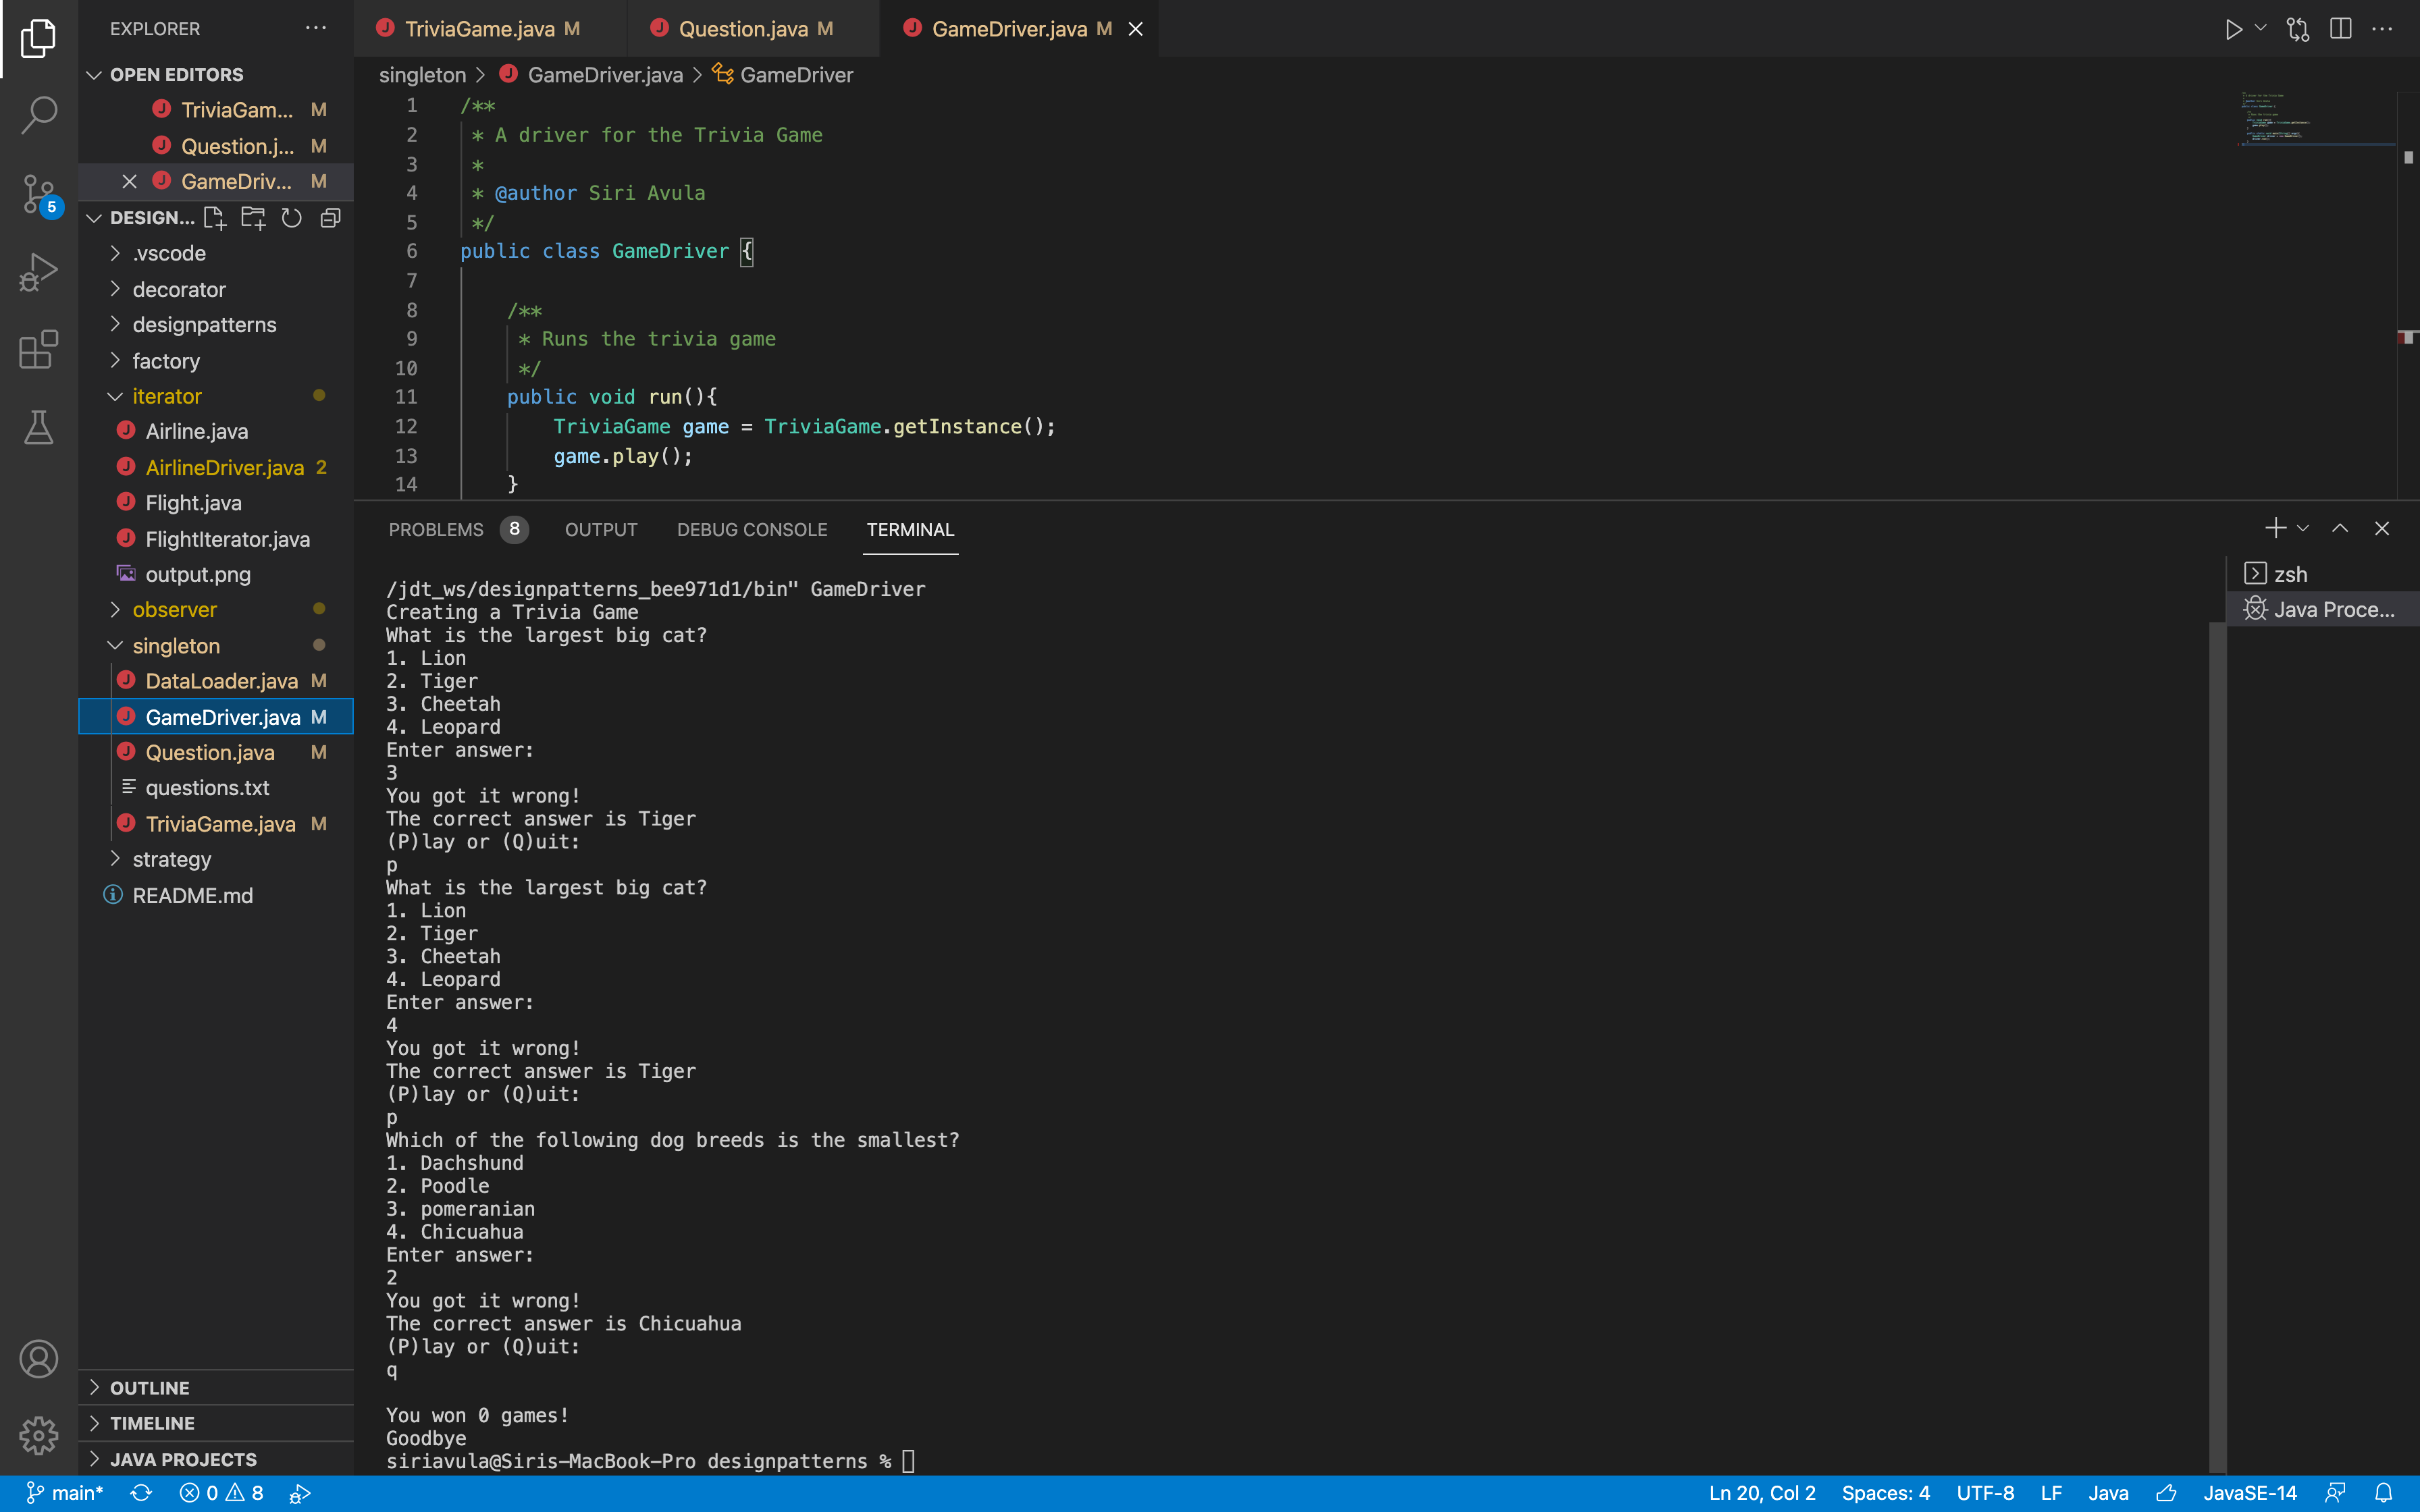 EXPLORER
OPEN EDITORS
TriviaGam... M
Question.j... M
GameDriv... M
DESIGN...
.vscode
decorator
designpatterns
factory
iterator
Airline.java
AirlineDriver.java 2
Flight.java
FlightIterator.java
output.png
observer
singleton
DataLoader.java M
GameDriver.java M
Question.java M
questions.txt
TriviaGame.java M
strategy
README.md
OUTLINE
TIMELINE
JAVA PROJECTS
5
TriviaGame.java M Question.java M GameDriver.java M
singleton > GameDriver.java > GameDriver
1 /**
2 * A driver for the Trivia Game
3 *
4 * @author Siri Avula
5 */
6 public class GameDriver {
7
8 /**
9 * Runs the trivia game
10 */
11 public void run(){
12 TriviaGame game = TriviaGame.getInstance();
13 game.play();
14 }
PROBLEMS 8 OUTPUT DEBUG CONSOLE TERMINAL
zsh
Java Proce...
/jdt_ws/designpatterns_bee971d1/bin" GameDriver
Creating a Trivia Game
What is the largest big cat?
1. Lion
2. Tiger
3. Cheetah
4. Leopard
Enter answer:
3
You got it wrong!
The correct answer is Tiger
(P)lay or (Q)uit:
p
What is the largest big cat?
1. Lion
2. Tiger
3. Cheetah
4. Leopard
Enter answer:
4
You got it wrong!
The correct answer is Tiger
(P)lay or (Q)uit:
p
Which of the following dog breeds is the smallest?
1. Dachshund
2. Poodle
3. pomeranian
4. Chicuahua
Enter answer:
2
You got it wrong!
The correct answer is Chicuahua
(P)lay or (Q)uit:
q
You won 0 games!
Goodbye
siriavula@Siris-MacBook-Pro designpatterns %
main* 0 8 Ln 20, Col 2 Spaces: 4 UTF-8 LF Java JavaSE-14